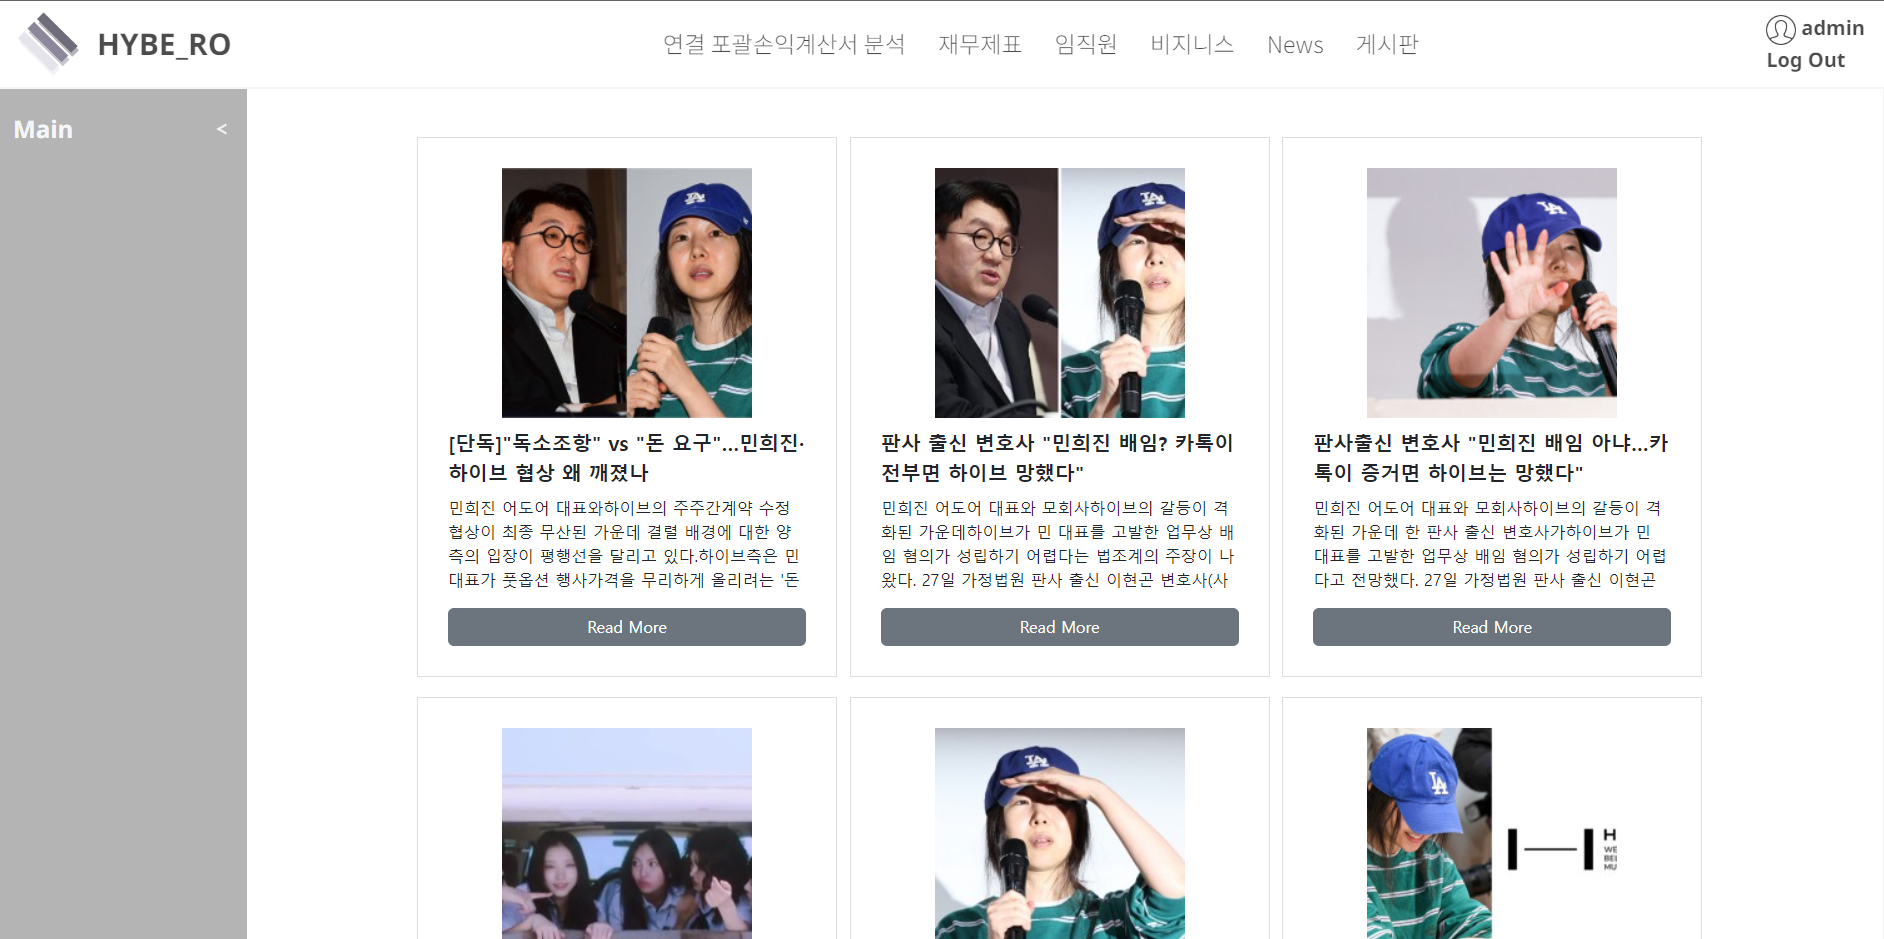 HYBE_RO
연결 포괄손익계산서 분석 재무제표 임직원 비지니스 News 게시판
admin
Log Out
Main <
[단독]"독소조항" vs "돈 요구"...민희진·
하이브 협상 왜 깨졌나
민희진 어도어 대표와하이브의 주주간계약 수정
협상이 최종 무산된 가운데 결렬 배경에 대한 양
측의 입장이 평행선을 달리고 있다.하이브측은 민
대표가 풋옵션 행사가격을 무리하게 올리려는 '돈
Read More
판사 출신 변호사 "민희진 배임? 카톡이
전부면 하이브 망했다"
민희진 어도어 대표와 모회사하이브의 갈등이 격
화된 가운데하이브가 민 대표를 고발한 업무상 배
임 혐의가 성립하기 어렵다는 법조계의 주장이 나
왔다. 27일 가정법원 판사 출신 이현곤 변호사(사
Read More
판사출신 변호사 "민희진 배임 아냐...카
톡이 증거면 하이브는 망했다"
민희진 어도어 대표와 모회사하이브의 갈등이 격
화된 가운데 한 판사 출신 변호사가하이브가 민
대표를 고발한 업무상 배임 혐의가 성립하기 어렵
다고 전망했다. 27일 가정법원 판사 출신 이현곤
Read More
LA
LA
LA
LA
LA
H
WE
BEL
MU